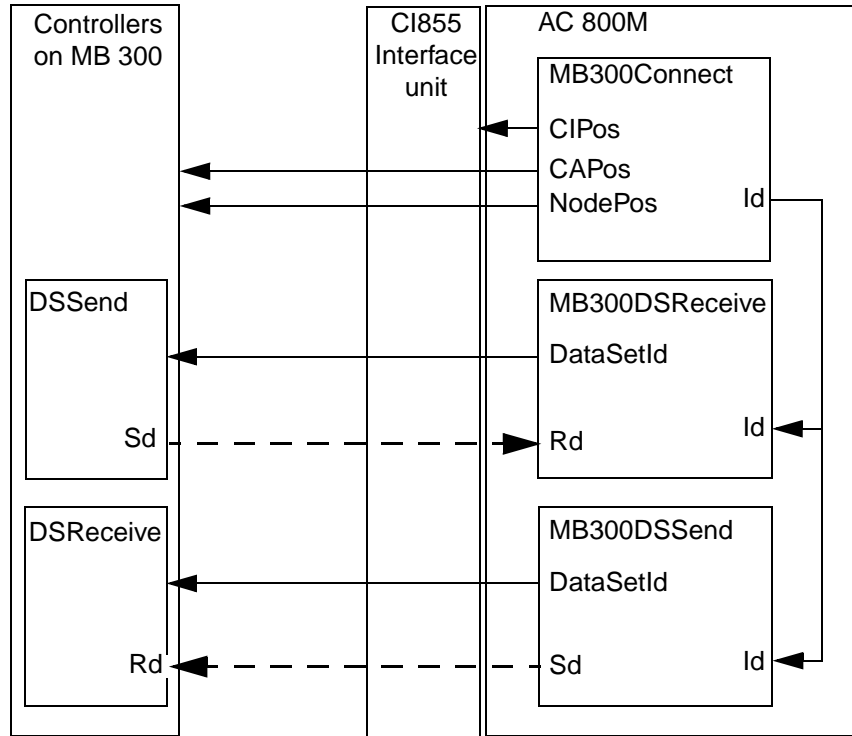 Controllers
on MB 300
CI855
Interface
unit
AC 800M
MB300Connect
CIPos
CAPos
NodePos
Id
DSSend
Sd
MB300DSReceive
DataSetId
Rd
Id
DSReceive
Rd
MB300DSSend
DataSetId
Sd
Id